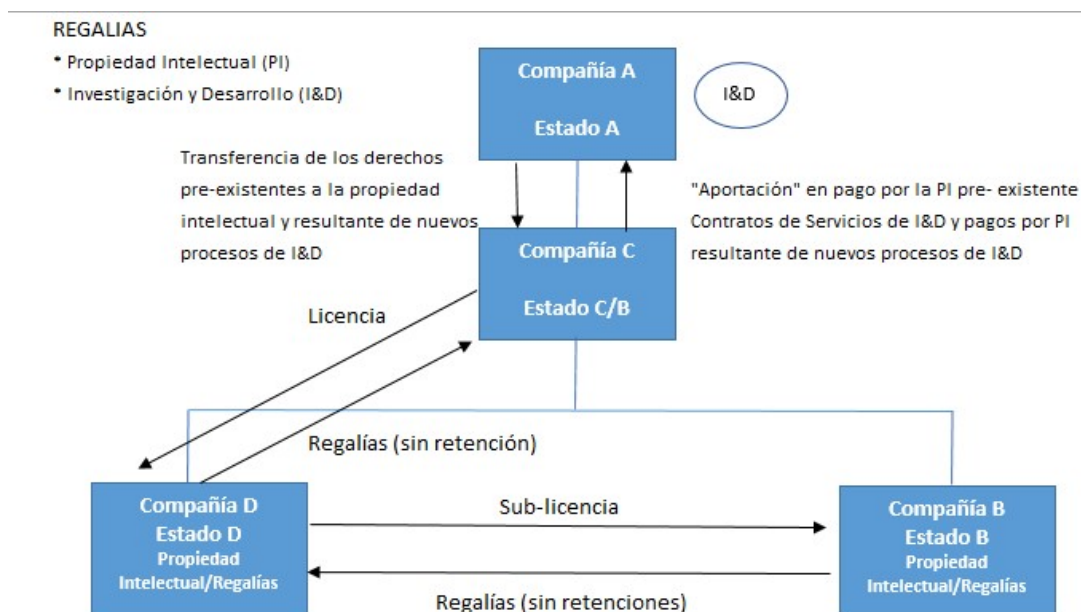 REGALIAS
* Propiedad Intelectual (PI)
* Investigación y Desarrollo (I&D)
Compañía A
Estado A
I&D
Transferencia de los derechos
pre-existentes a la propiedad
intelectual y resultante de nuevos
procesos de I&D
"Aportación" en pago por la PI pre- existente
Contratos de Servicios de I&D y pagos por PI
resultante de nuevos procesos de I&D
Compañía C
Estado C/B
Licencia
Regalías (sin retención)
Compañía D
Estado D
Propiedad
Intelectual/Regalías
Sub-licencia
Regalías (sin retenciones)
Compañía B
Estado B
Propiedad
Intelectual/Regalías